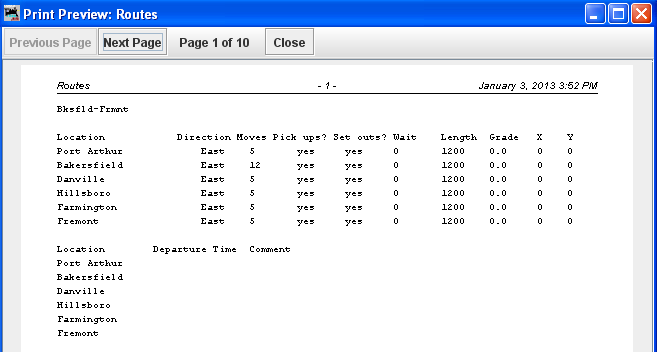 Print Preview: Routes
Previous Page Next Page Page 1 of 10 Close
Routes - 1 - January 3, 2013 3:52 PM
Bksfld-Frmnt
Location Direction Moves Pick ups? Set outs? Wait Length Grade X Y
Port Arthur East 5 yes yes 0 1200 0.0 0 0
Bakersfield East 12 yes yes 0 1200 0.0 0 0
Danville East 5 yes yes 0 1200 0.0 0 0
Hillsboro East 5 yes yes 0 1200 0.0 0 0
Farmington East 5 yes yes 0 1200 0.0 0 0
Fremont East 5 yes yes 0 1200 0.0 0 0
Location Departure Time Comment
Port Arthur
Bakersfield
Danville
Hillsboro
Farmington
Fremont